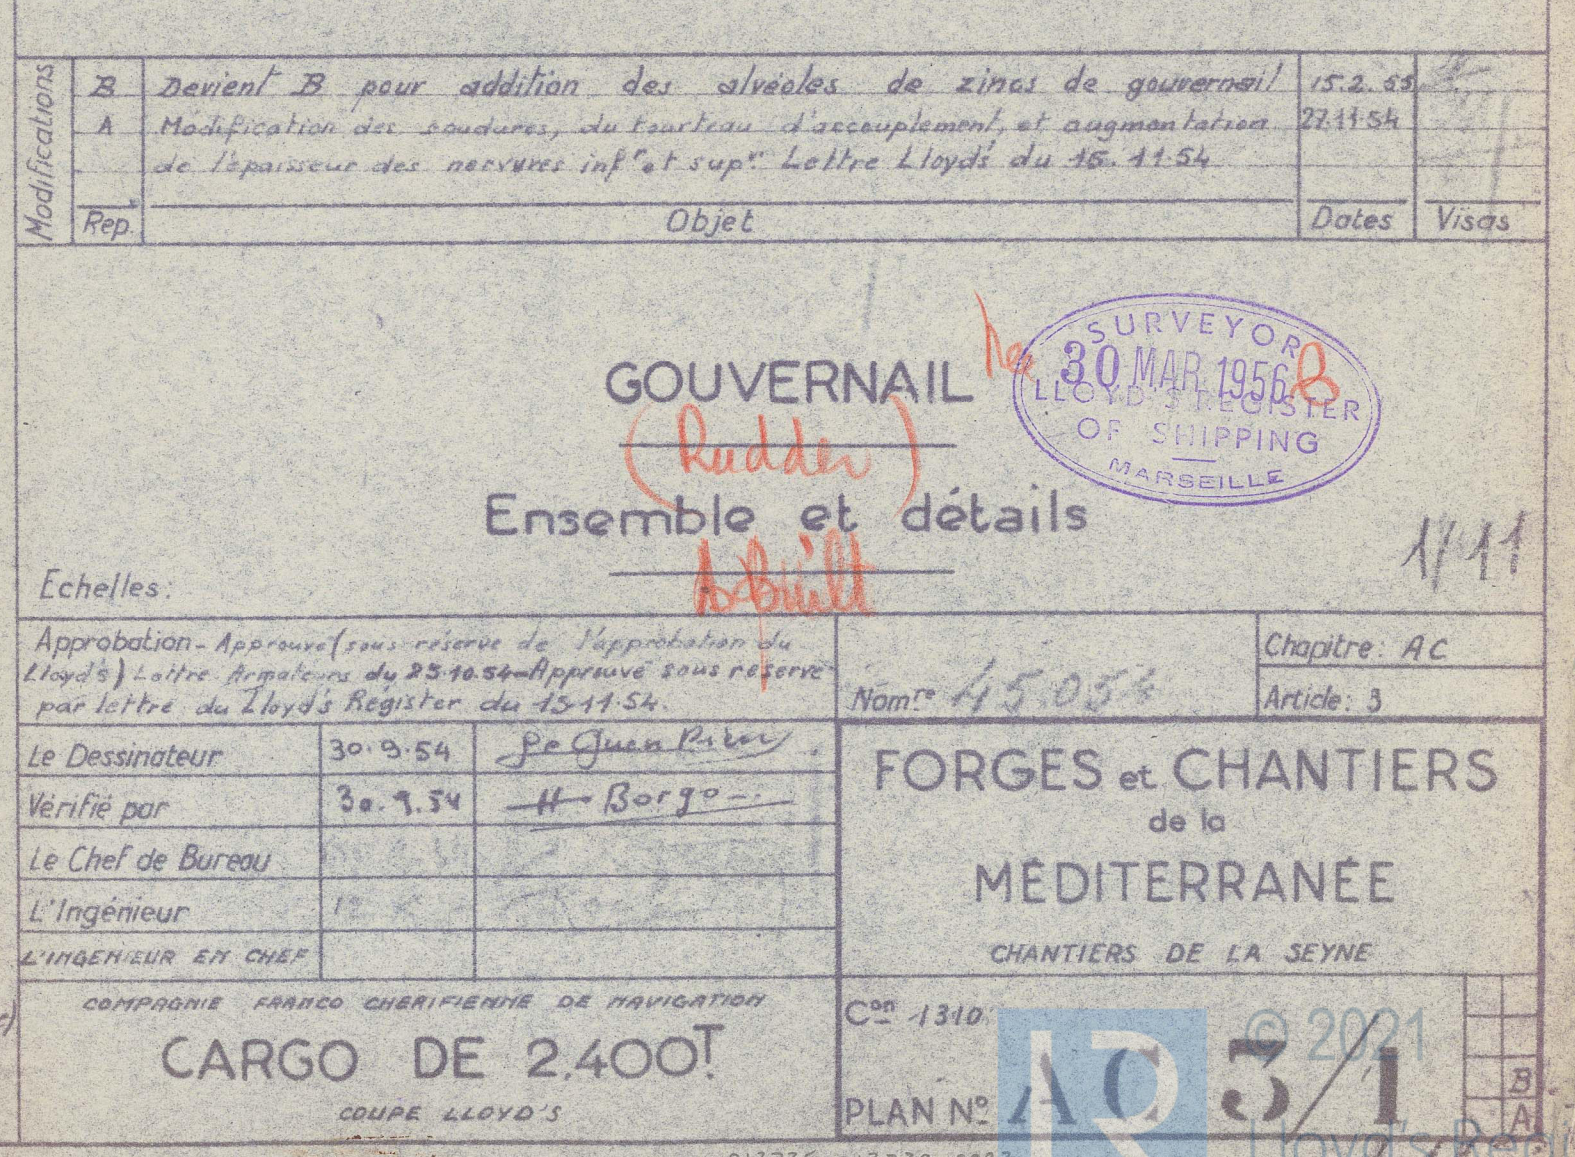 Modifications
B Devient B pour addition des alvéoles de zincs de gouvernail 15.2.55
A Modification des soudures, du tourteau d'accouplement, et augmentation 27.11.54
de l'épaisseur des nervures infr et supr Lettre Lloyd's du 15.11.54
Rep. Objet Dates Visas
GOUVERNAIL
(Rudder)
SURVEYOR
30 MAR 1956
LLOYD'S REGISTER
OF SHIPPING
MARSEILLE
B
Ensemble et détails
As Built
1/11
Echelles:
Approbation - Approuvé (sous réserve de l'approbation du
Lloyd's) Lettre Armateurs du 25.10.54 - Approuvé sous réserve
par lettre du Lloyd's Register du 15.11.54.
Nomre 45.054
Chapitre: AC
Article: 3
Le Dessinateur 30.9.54
Vérifié par 30.9.54 Borgo
Le Chef de Bureau
L'Ingénieur
L'INGENIEUR EN CHEF
FORGES et CHANTIERS
de la
MÉDITERRANÉE
CHANTIERS DE LA SEYNE
COMPAGNIE FRANCO CHERIFIENNE DE NAVIGATION
CARGO DE 2.400T
COUPE LLOYD'S
Con 1310
PLAN No AC 3/1
B
A
© 2021
Lloyd's